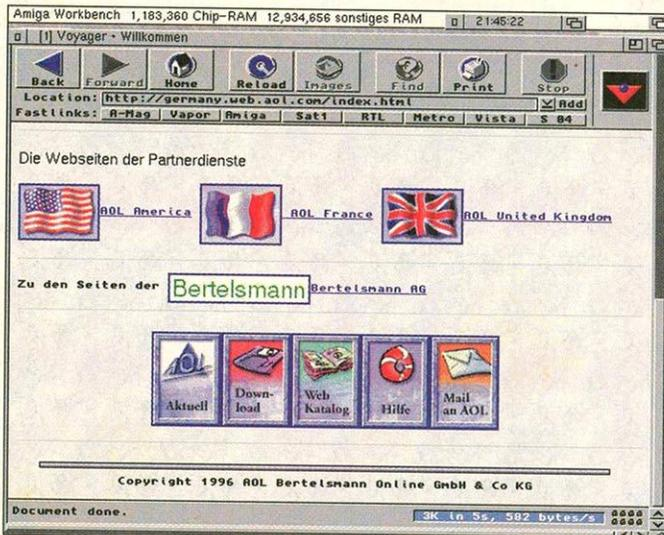 Amiga Workbench 1,183,360 Chip-RAM 12,934,656 sonstiges RAM 21:45:22
[1] Voyager · Willkommen
Back Forward Home Reload Images Find Print Stop
Location: http://germany.web.aol.com/index.html Add
Fastlinks: A-Mag Vapor Amiga Sat1 RTL Metro Vista S 04
Die Webseiten der Partnerdienste
AOL America AOL France AOL United Kingdom
Zu den Seiten der Bertelsmann Bertelsmann AG
AOL
Aktuell Down-load Web Katalog Hilfe Mail an AOL
Copyright 1996 AOL Bertelsmann Online GmbH & Co KG
Document done. 3K in 5s, 582 bytes/s